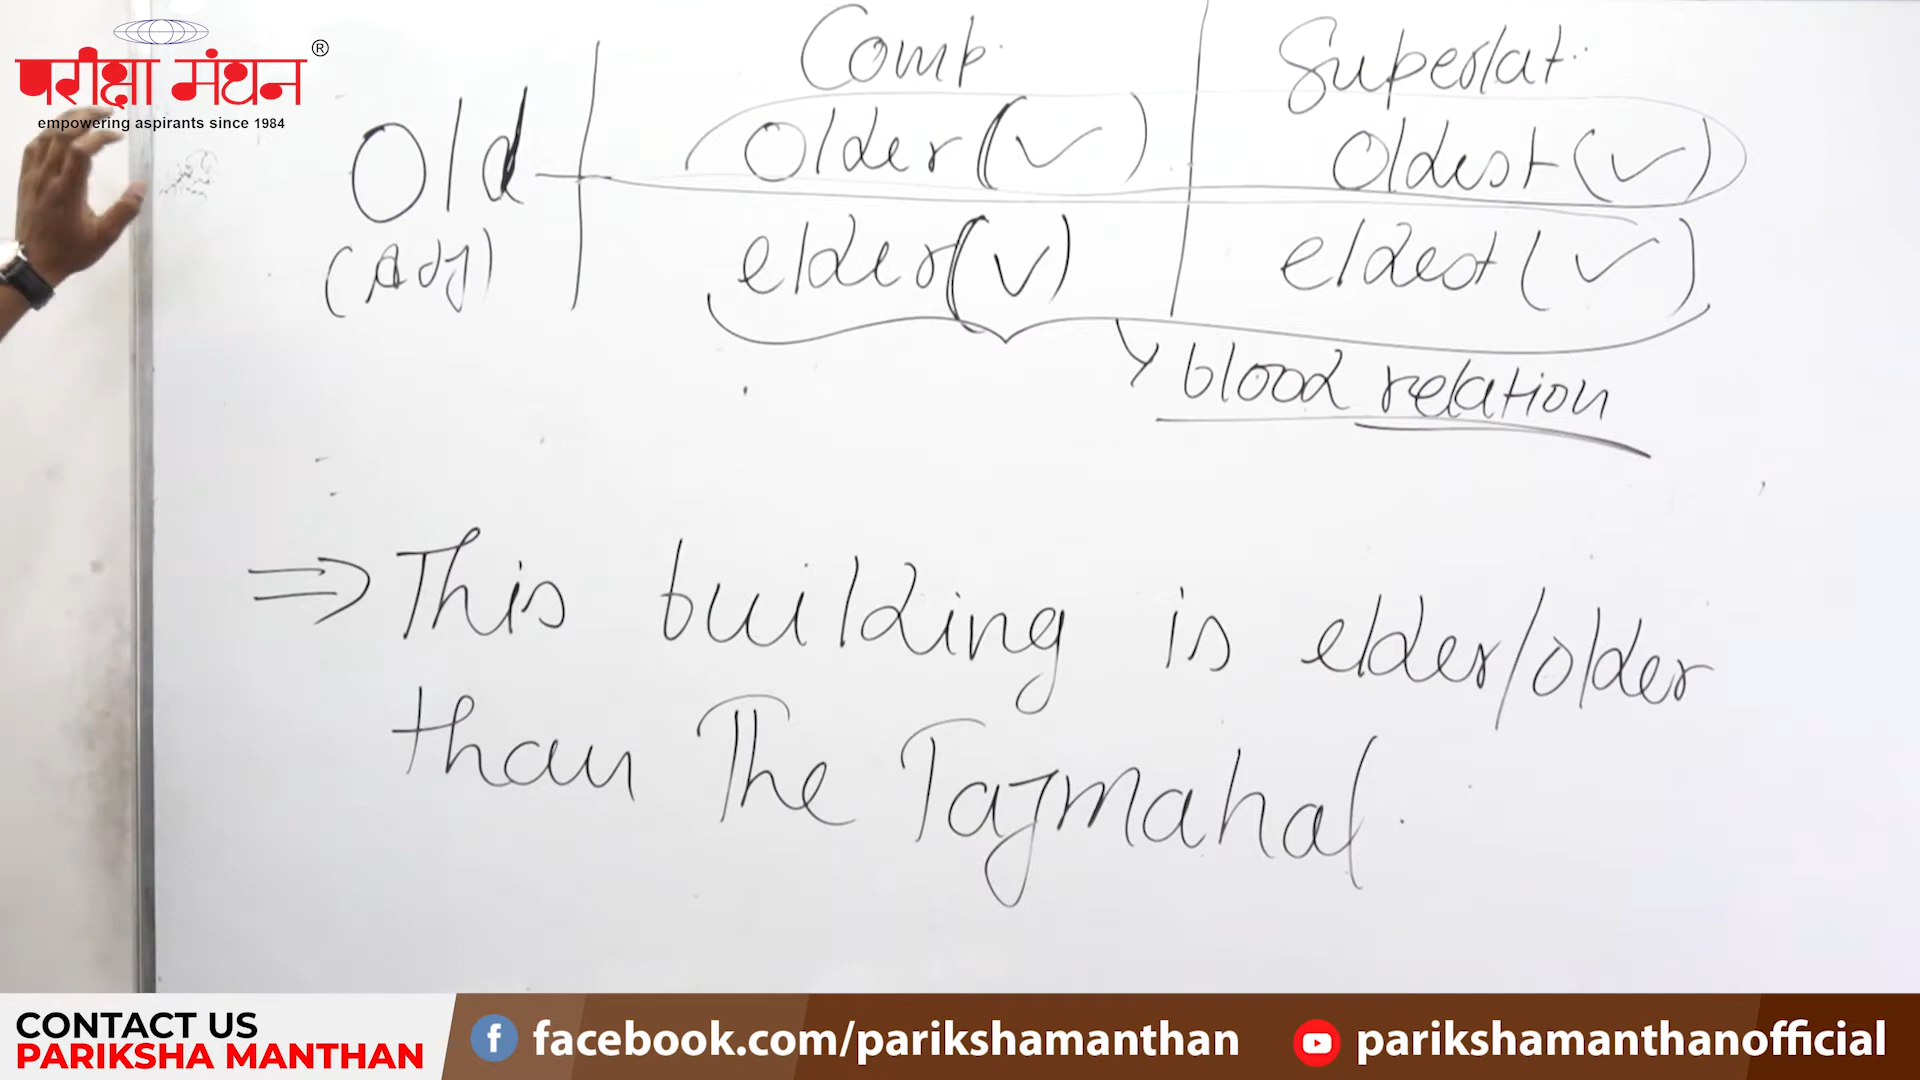 परीक्षा मंथन ®
empowering aspirants since 1984
Comp. Superlat.
Old older (✓) oldest (✓)
(Adj) elder (✓) eldest (✓)
blood relation
⇒ This building is elder/older
than The Tajmahal.
CONTACT US
PARIKSHA MANTHAN
facebook.com/parikshamanthan
parikshamanthanofficial